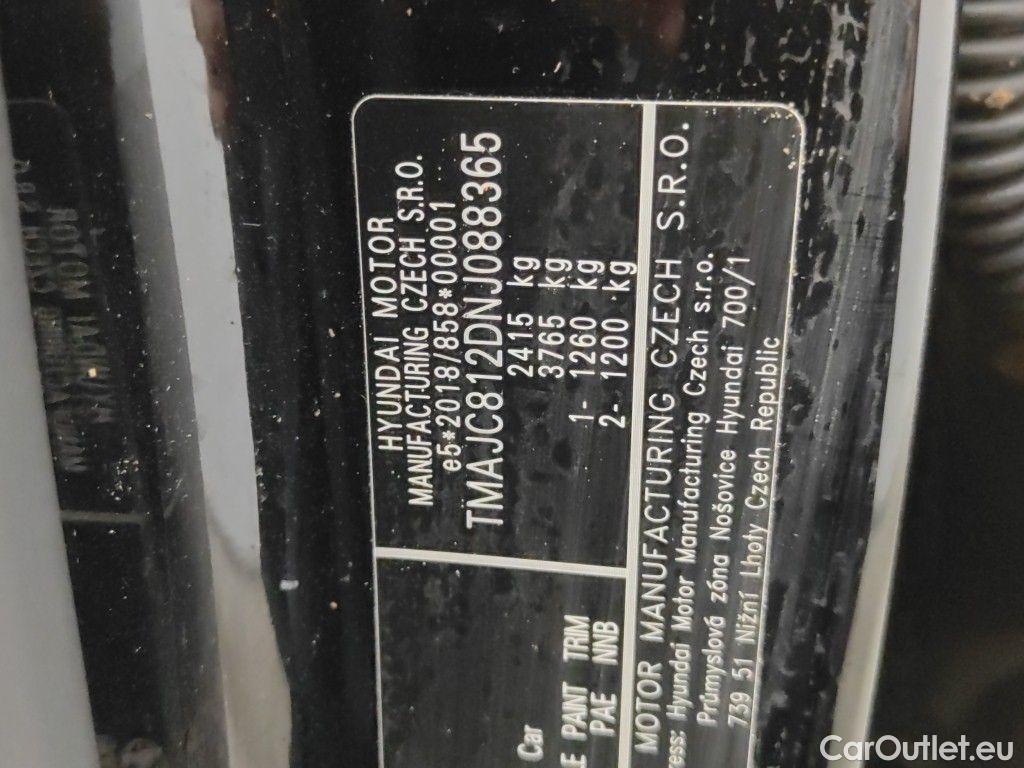 HYUNDAI MOTOR
MANUFACTURING CZECH S.R.O.
e5*2018/858*00001
TMAJC812DNJ088365
2415 kg
3765 kg
1- 1260 kg
2- 1200 kg
Car
PAINT TRIM
PAE NNB
MOTOR MANUFACTURING CZECH S.R.O.
ress: Hyundai Motor Manufacturing Czech s.r.o.
Průmyslová zóna Nošovice Hyundai 700/1
739 51 Nižní Lhoty Czech Republic
CarOutlet.eu